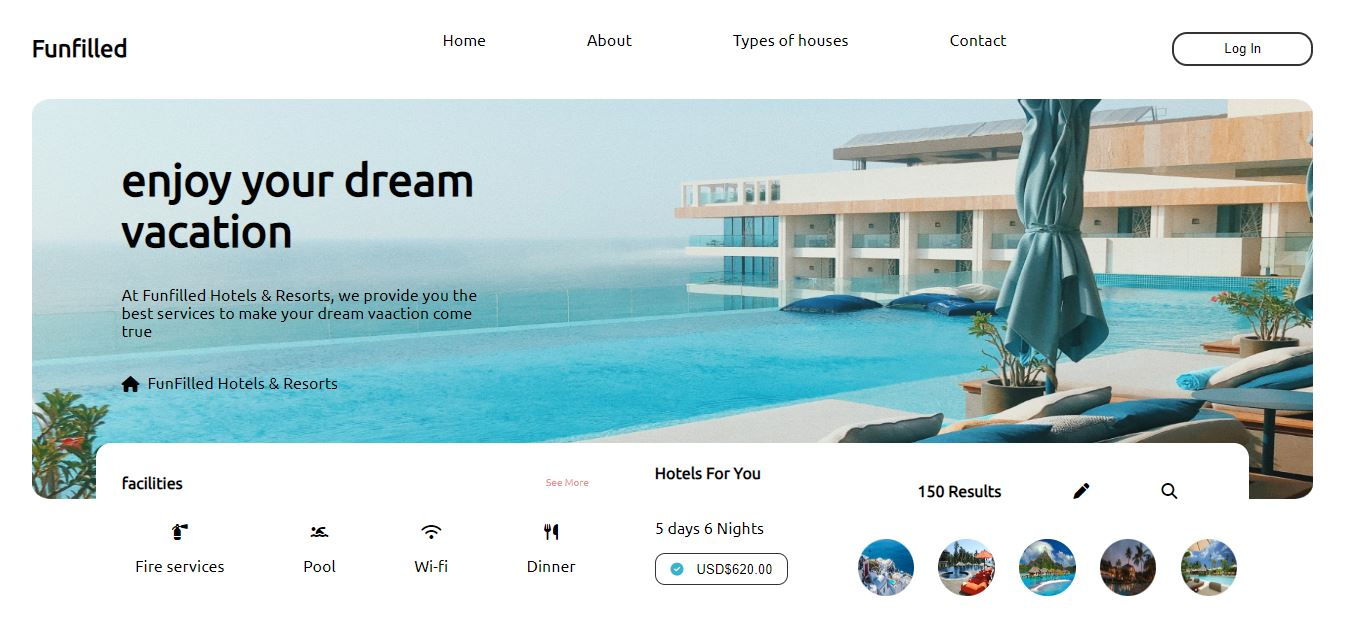 Funfilled
Home
About
Types of houses
Contact
Log In
enjoy your dream
vacation
At Funfilled Hotels & Resorts, we provide you the
best services to make your dream vaaction come
true
FunFilled Hotels & Resorts
facilities
See More
Fire services
Pool
Wi-fi
Dinner
Hotels For You
5 days 6 Nights
USD$620.00
150 Results